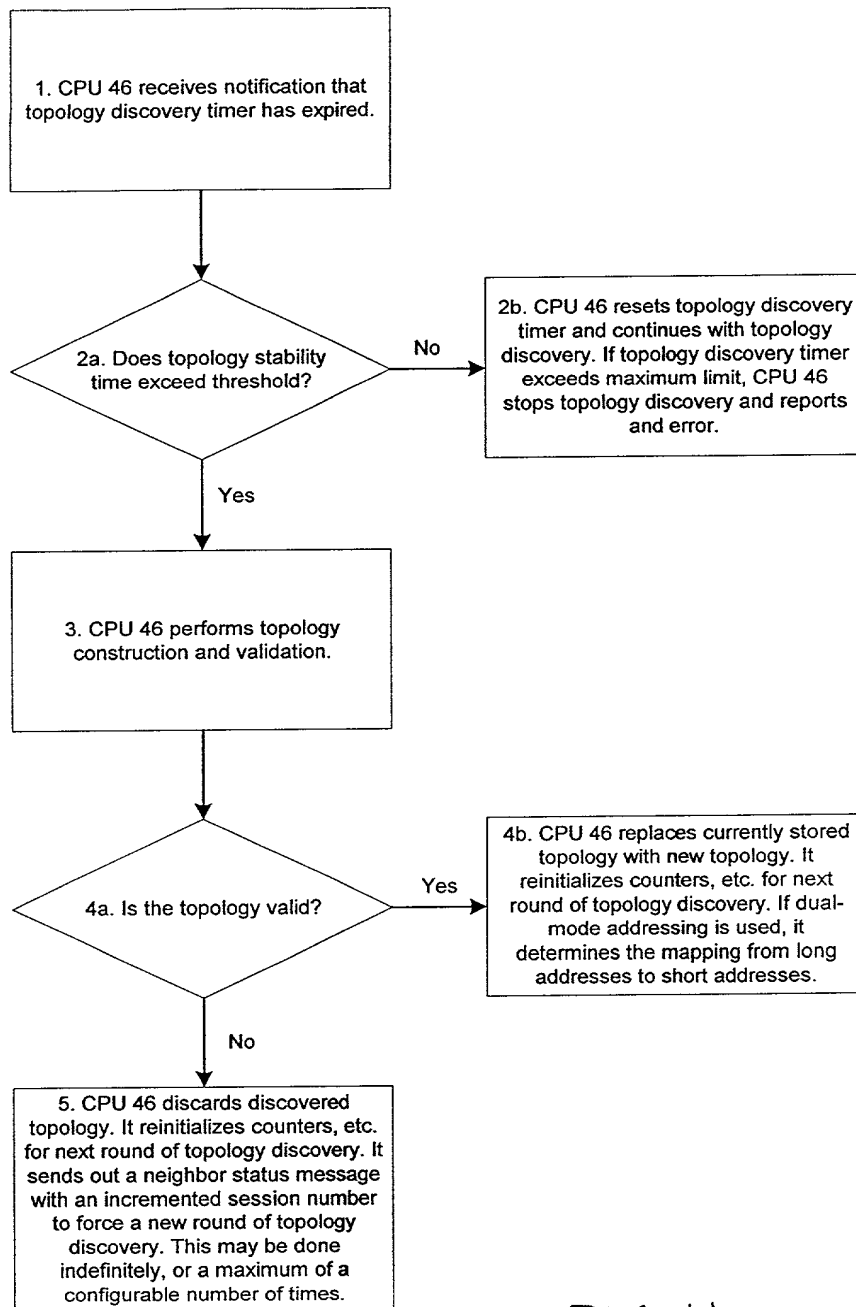 1. CPU 46 receives notification that
topology discovery timer has expired.
2a. Does topology stability
time exceed threshold?
No
2b. CPU 46 resets topology discovery
timer and continues with topology
discovery. If topology discovery timer
exceeds maximum limit, CPU 46
stops topology discovery and reports
and error.
Yes
3. CPU 46 performs topology
construction and validation.
4a. Is the topology valid?
Yes
4b. CPU 46 replaces currently stored
topology with new topology. It
reinitializes counters, etc. for next
round of topology discovery. If dual-
mode addressing is used, it
determines the mapping from long
addresses to short addresses.
No
5. CPU 46 discards discovered
topology. It reinitializes counters, etc.
for next round of topology discovery. It
sends out a neighbor status message
with an incremented session number
to force a new round of topology
discovery. This may be done
indefinitely, or a maximum of a
configurable number of times.